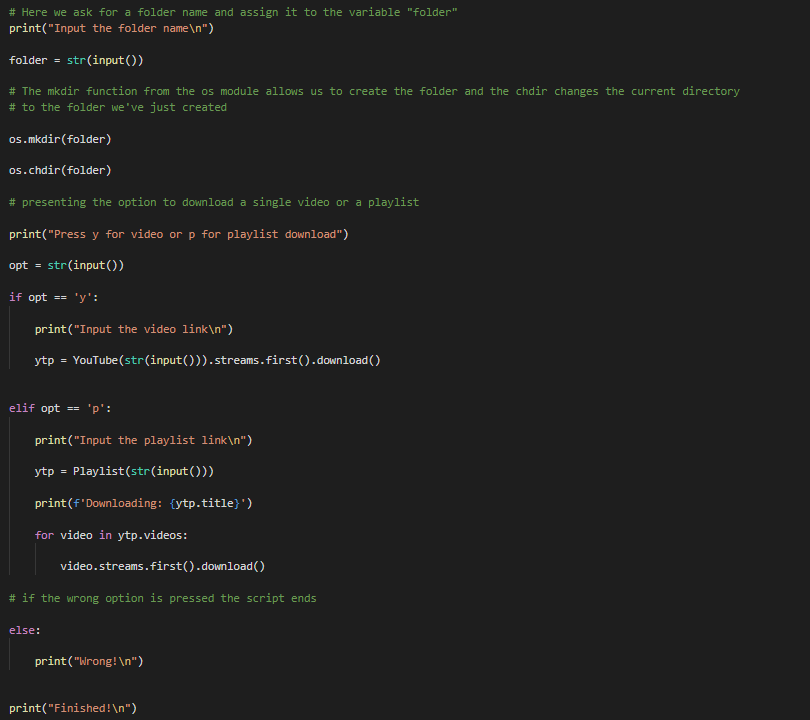 # Here we ask for a folder name and assign it to the variable "folder"
print("Input the folder name\n")
folder = str(input())
# The mkdir function from the os module allows us to create the folder and the chdir changes the current directory
# to the folder we've just created
os.mkdir(folder)
os.chdir(folder)
# presenting the option to download a single video or a playlist
print("Press y for video or p for playlist download")
opt = str(input())
if opt == 'y':
    print("Input the video link\n")
    ytp = YouTube(str(input())).streams.first().download()
elif opt == 'p':
    print("Input the playlist link\n")
    ytp = Playlist(str(input()))
    print(f'Downloading: {ytp.title}')
    for video in ytp.videos:
        video.streams.first().download()
# if the wrong option is pressed the script ends
else:
    print("Wrong!\n")
print("Finished!\n")